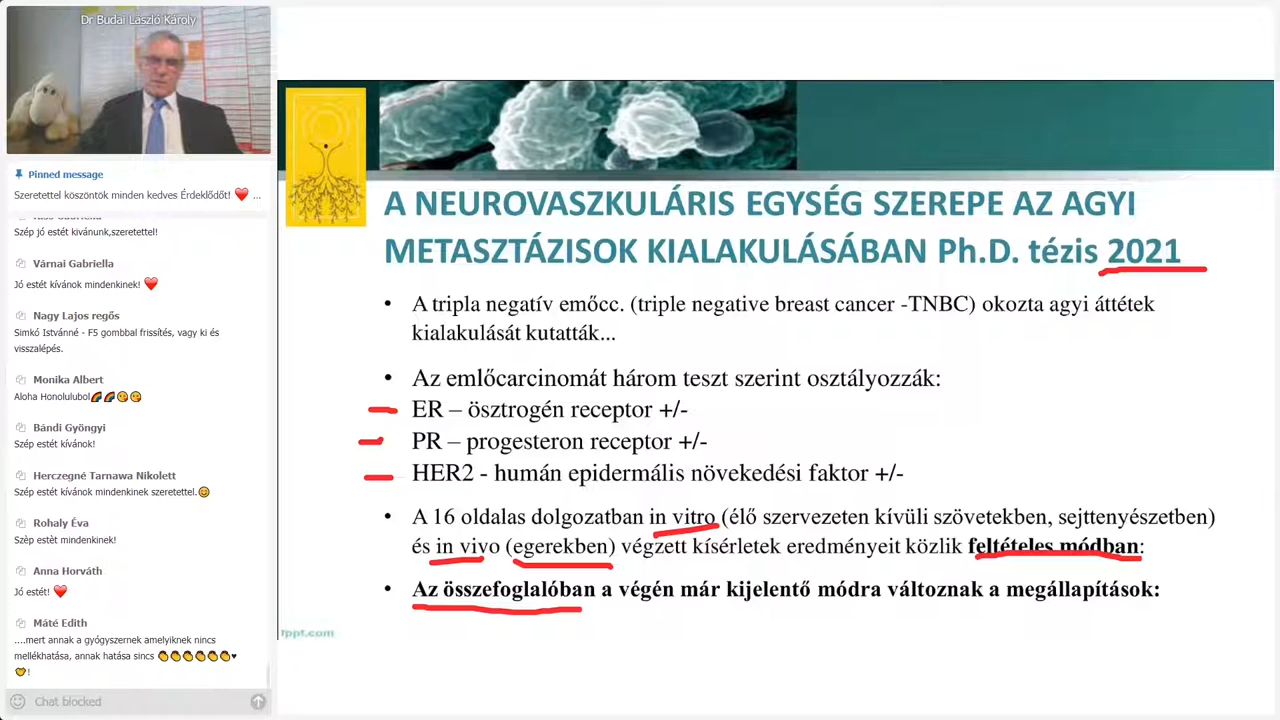 Dr Budai László Károly
Pinned message
Szeretettel köszöntök minden kedves Érdeklődőt! ❤️ ...
Szép jó estét kivánunk,szeretettel!
Várnai Gabriella
Jó estét kívánok mindenkinek! ❤️
Nagy Lajos regős
Simkó Istvánné - F5 gombbal frissítés, vagy ki és
visszalépés.
Monika Albert
Aloha Honolulubol🌈🌈😘😘
Bándi Gyöngyi
Szép estét kívánok!
Herczegné Tarnawa Nikolett
Szép estét kívánok mindenkinek szeretettel.😊
Rohaly Éva
Szèp estèt mindenkinek!
Anna Horváth
Jó estét! ❤️
Máté Edith
....mert annak a gyógyszernek amelyiknek nincs
mellékhatása, annak hatása sincs 👏👏👏👏👏👏♥
💛!
Chat blocked
A NEUROVASZKULÁRIS EGYSÉG SZEREPE AZ AGYI
METASZTÁZISOK KIALAKULÁSÁBAN Ph.D. tézis 2021
• A tripla negatív emőcc. (triple negative breast cancer -TNBC) okozta agyi áttétek
kialakulását kutatták...
• Az emlőcarcinomát három teszt szerint osztályozzák:
ER – ösztrogén receptor +/-
PR – progesteron receptor +/-
HER2 - humán epidermális növekedési faktor +/-
• A 16 oldalas dolgozatban in vitro (élő szervezeten kívüli szövetekben, sejttenyészetben)
és in vivo (egerekben) végzett kísérletek eredményeit közlik feltételes módban:
• Az összefoglalóban a végén már kijelentő módra változnak a megállapítások:
fppt.com